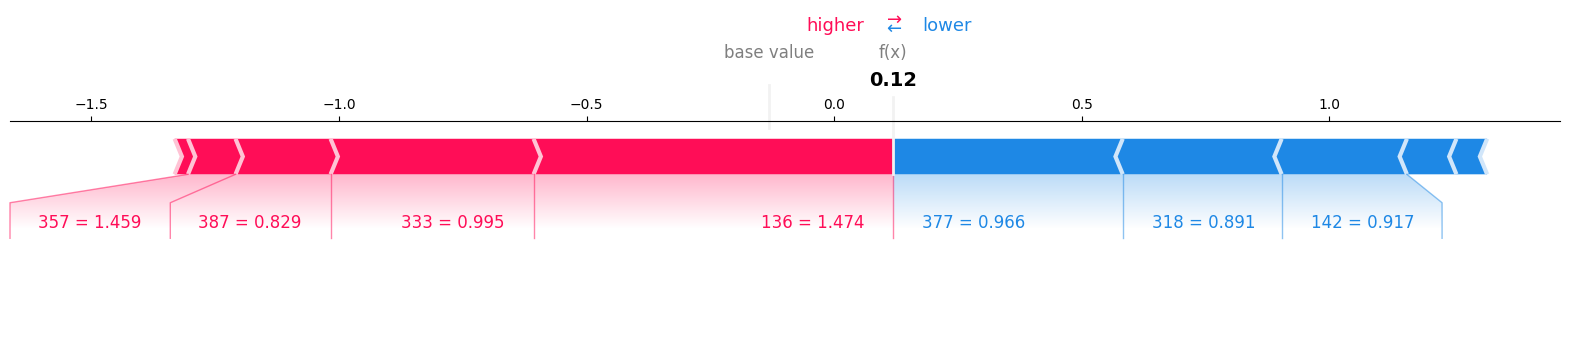 higher ⇄ lower
base value f(x)
0.12
−1.5 −1.0 −0.5 0.0 0.5 1.0
357 = 1.459 387 = 0.829 333 = 0.995 136 = 1.474 377 = 0.966 318 = 0.891 142 = 0.917